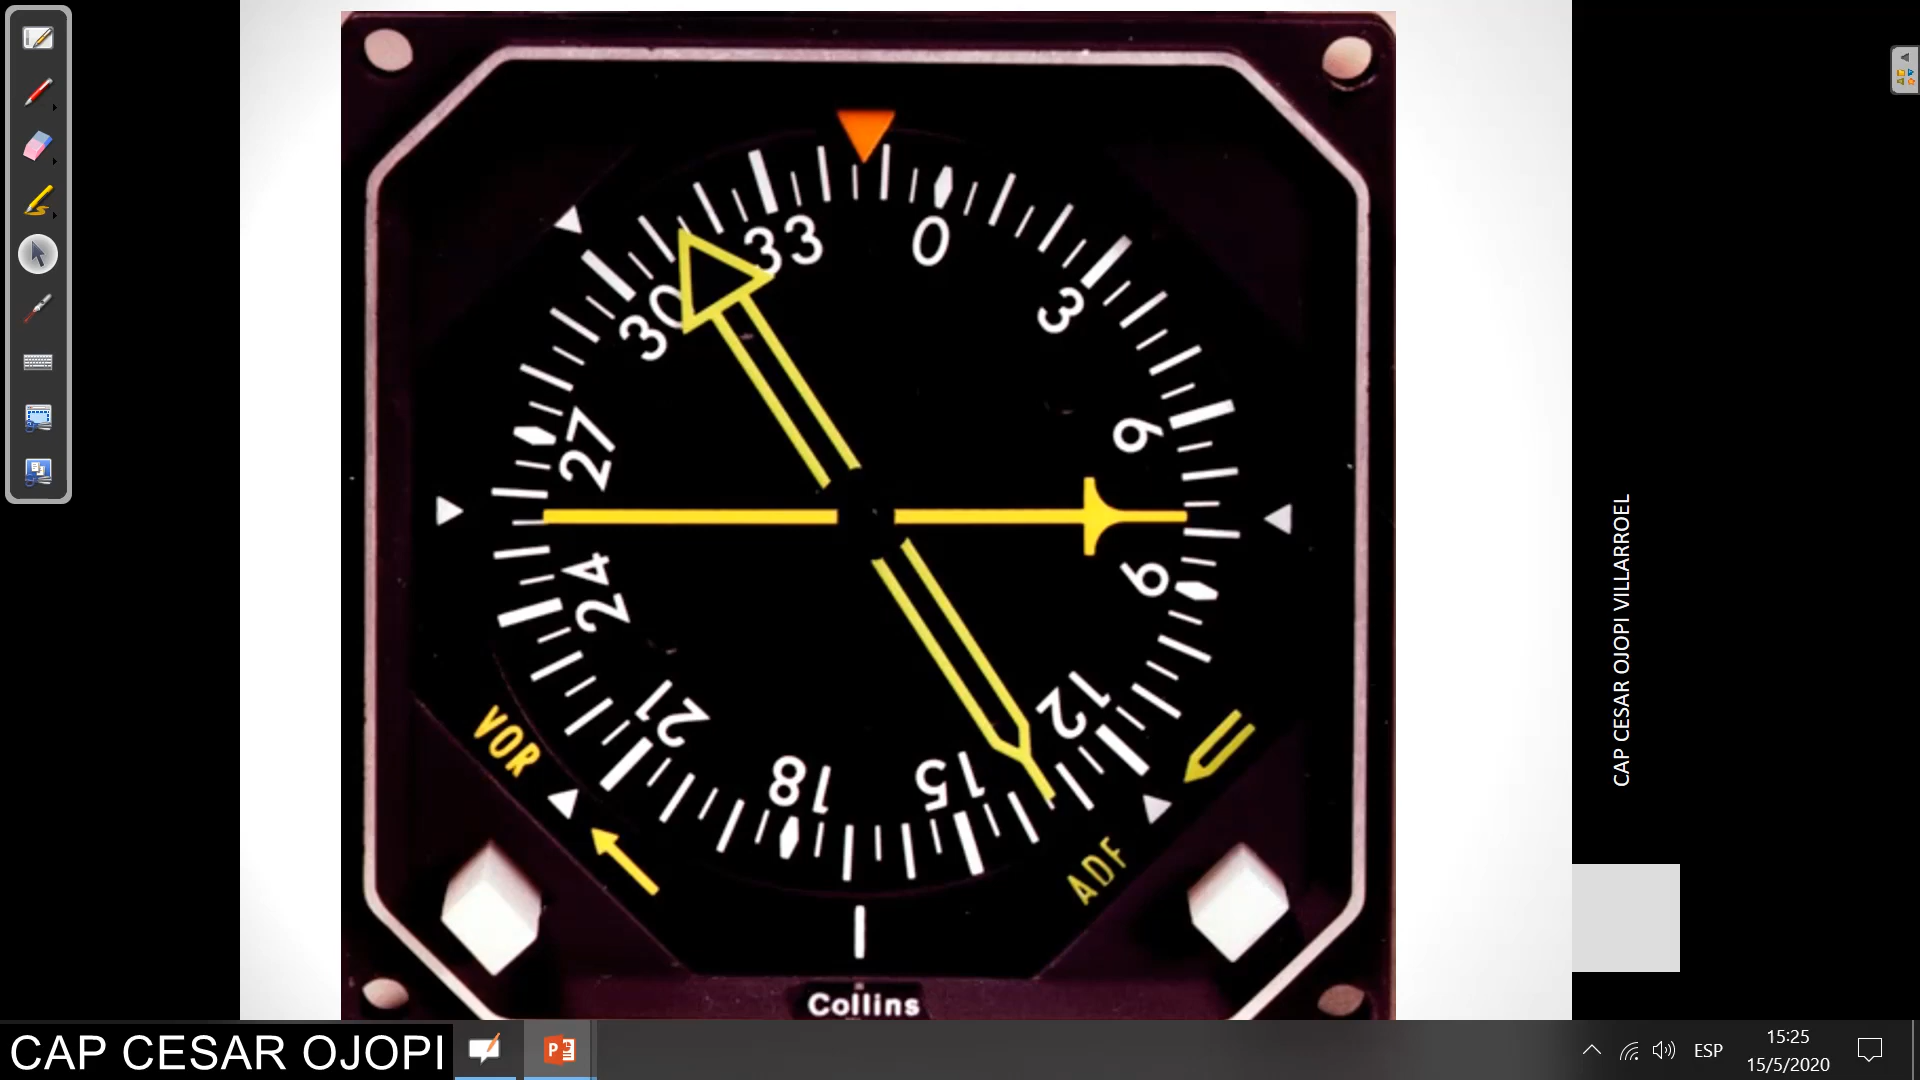 33
0
3
30
6
27
9
24
12
21
15
18
VOR
ADF
Collins
CAP CESAR OJOPI VILLARROEL
CAP CESAR OJOPI
P
ESP
15:25
15/5/2020